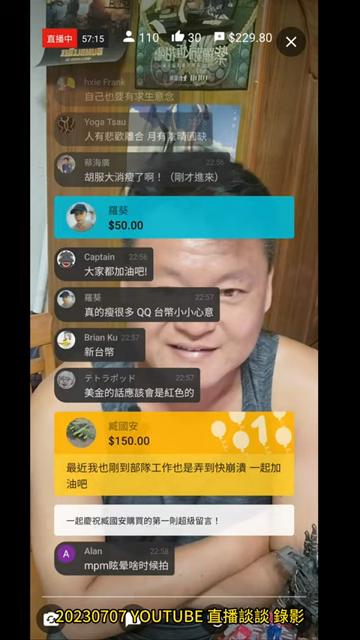 直播中 57:15 110 30 $229.80
hxie Frank
自己也要有求生意念
Yoga Tsau
人有悲歡離合 月有陰晴圓缺
蔡海廣 22:56
胡服大消瘦了啊！（剛才進來）
羅葵
$50.00
Captain 22:56
大家都加油吧!
羅葵 22:57
真的瘦很多 QQ 台幣小小心意
Brian Ku 22:57
新台幣
テトラポッド 22:57
美金的話應該會是紅色的
臧國安
$150.00
最近我也剛到部隊工作也是弄到快崩潰 一起加
油吧
一起慶祝臧國安購買的第一則超級留言！
A Alan 22:58
mpm眩晕啥时候拍
20230707 YOUTUBE 直播談談 錄影